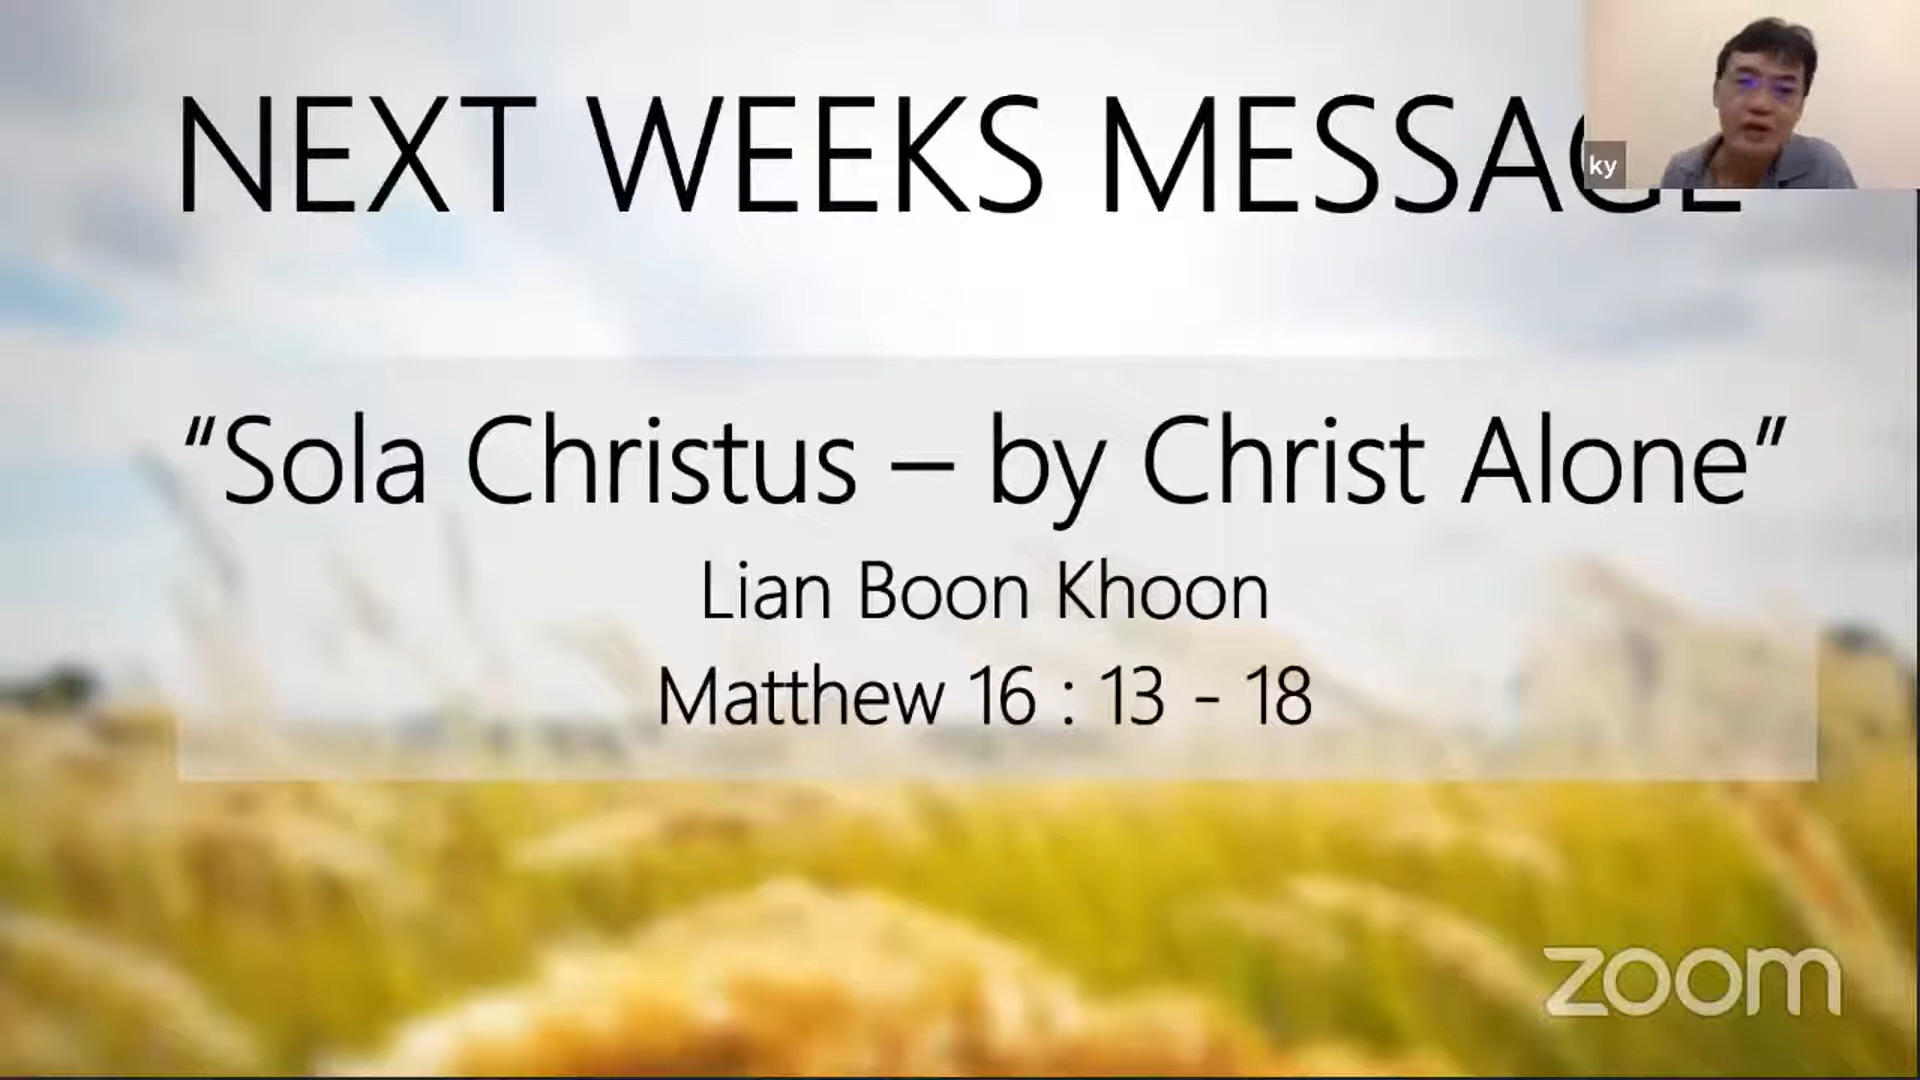 NEXT WEEKS MESSAGE
ky
“Sola Christus – by Christ Alone”
Lian Boon Khoon
Matthew 16 : 13 - 18
zoom